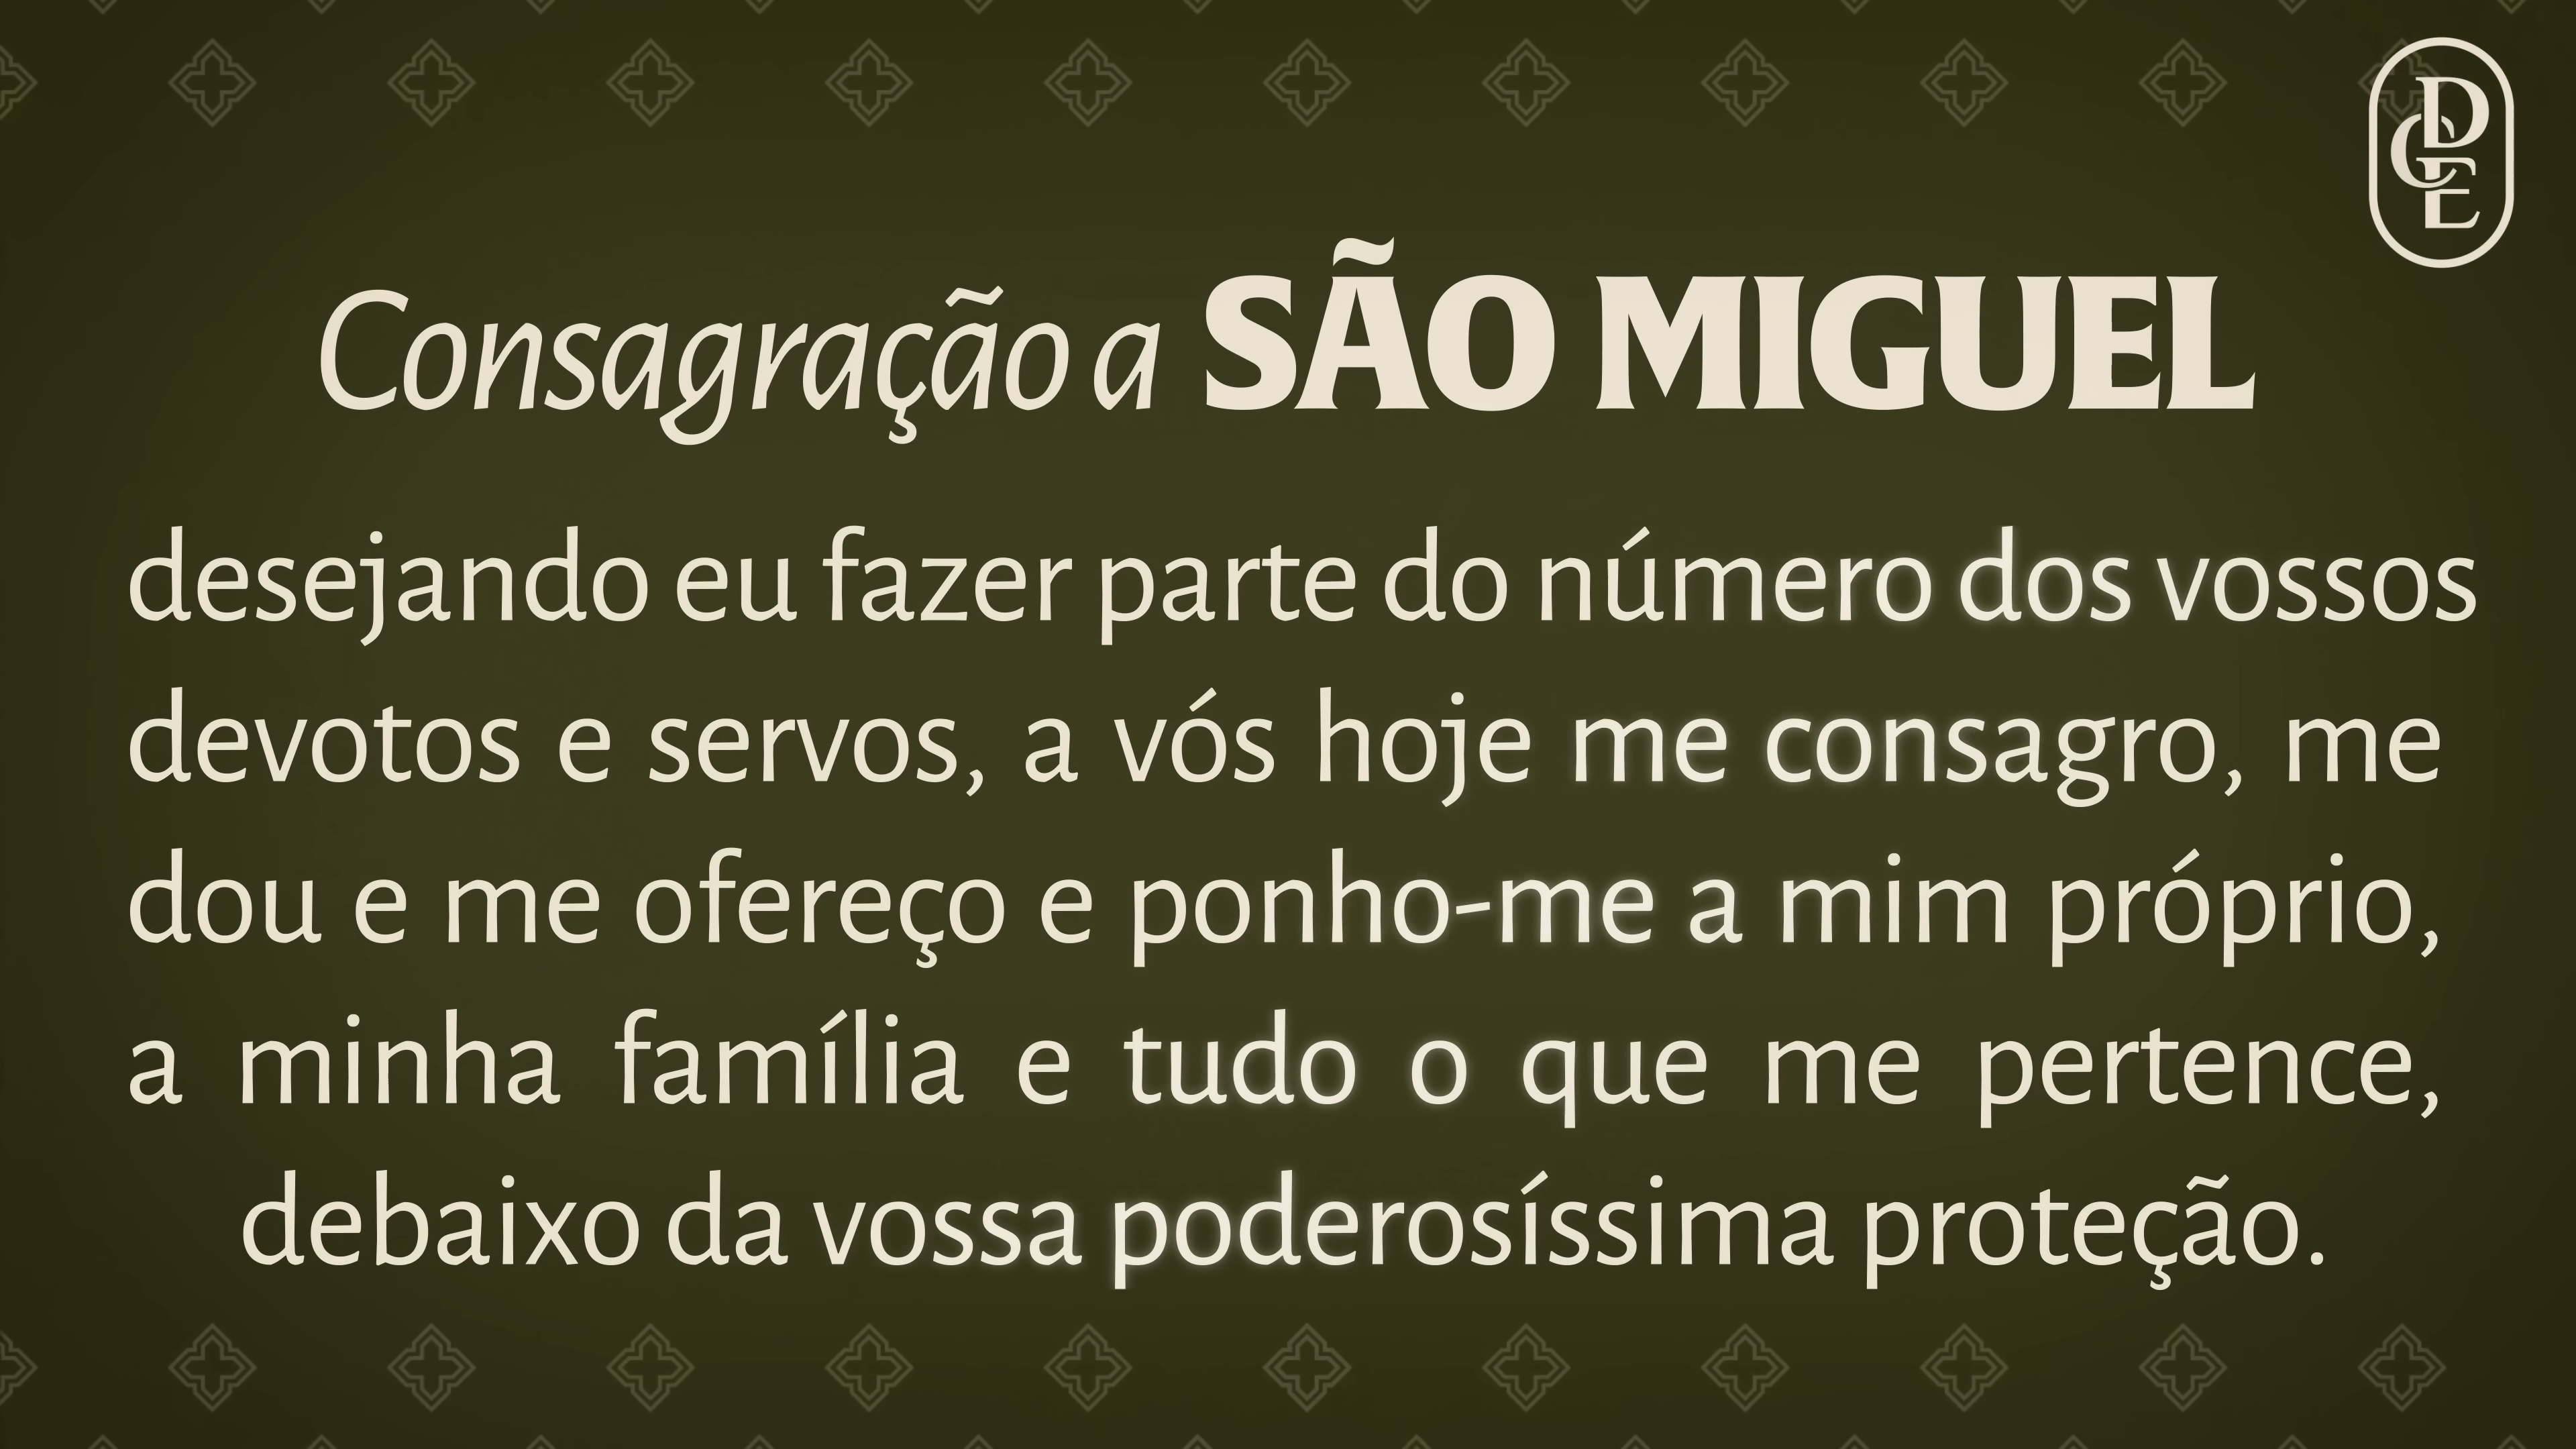 DCE
Consagração a SÃO MIGUEL
desejando eu fazer parte do número dos vossos
devotos e servos, a vós hoje me consagro, me
dou e me ofereço e ponho-me a mim próprio,
a minha família e tudo o que me pertence,
debaixo da vossa poderosíssima proteção.